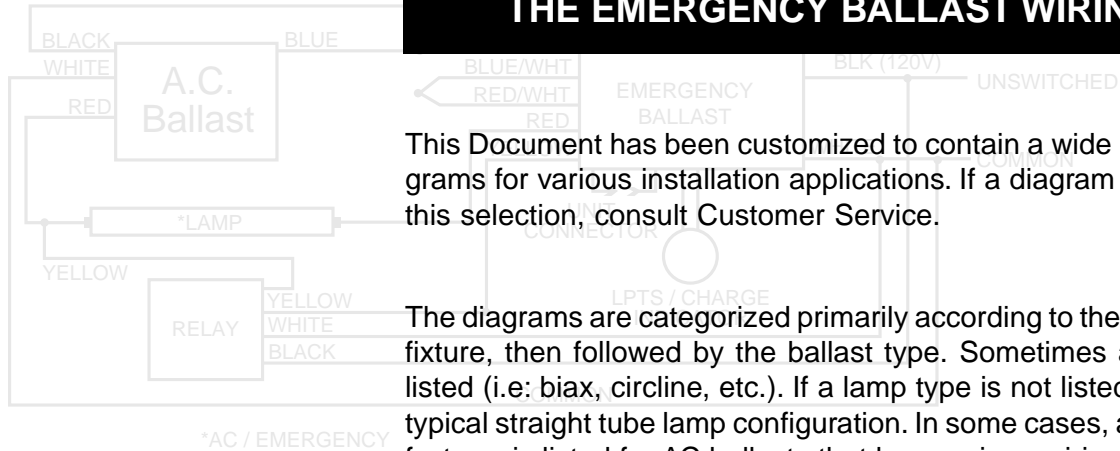 THE EMERGENCY BALLAST WIRIN
BLACK
BLUE
WHITE
A.C.
Ballast
RED
BLUE/WHT
RED/WHT
RED
EMERGENCY
BALLAST
BLK (120V)
UNSWITCHED
COMMON
This Document has been customized to contain a wide
grams for various installation applications. If a diagram
this selection, consult Customer Service.
*LAMP
UNIT
CONNECTOR
YELLOW
LPTS / CHARGE
RELAY
YELLOW
WHITE
BLACK
COMMON
The diagrams are categorized primarily according to the
fixture, then followed by the ballast type. Sometimes a
listed (i.e: biax, circline, etc.). If a lamp type is not listed
typical straight tube lamp configuration. In some cases, a
*AC / EMERGENCY